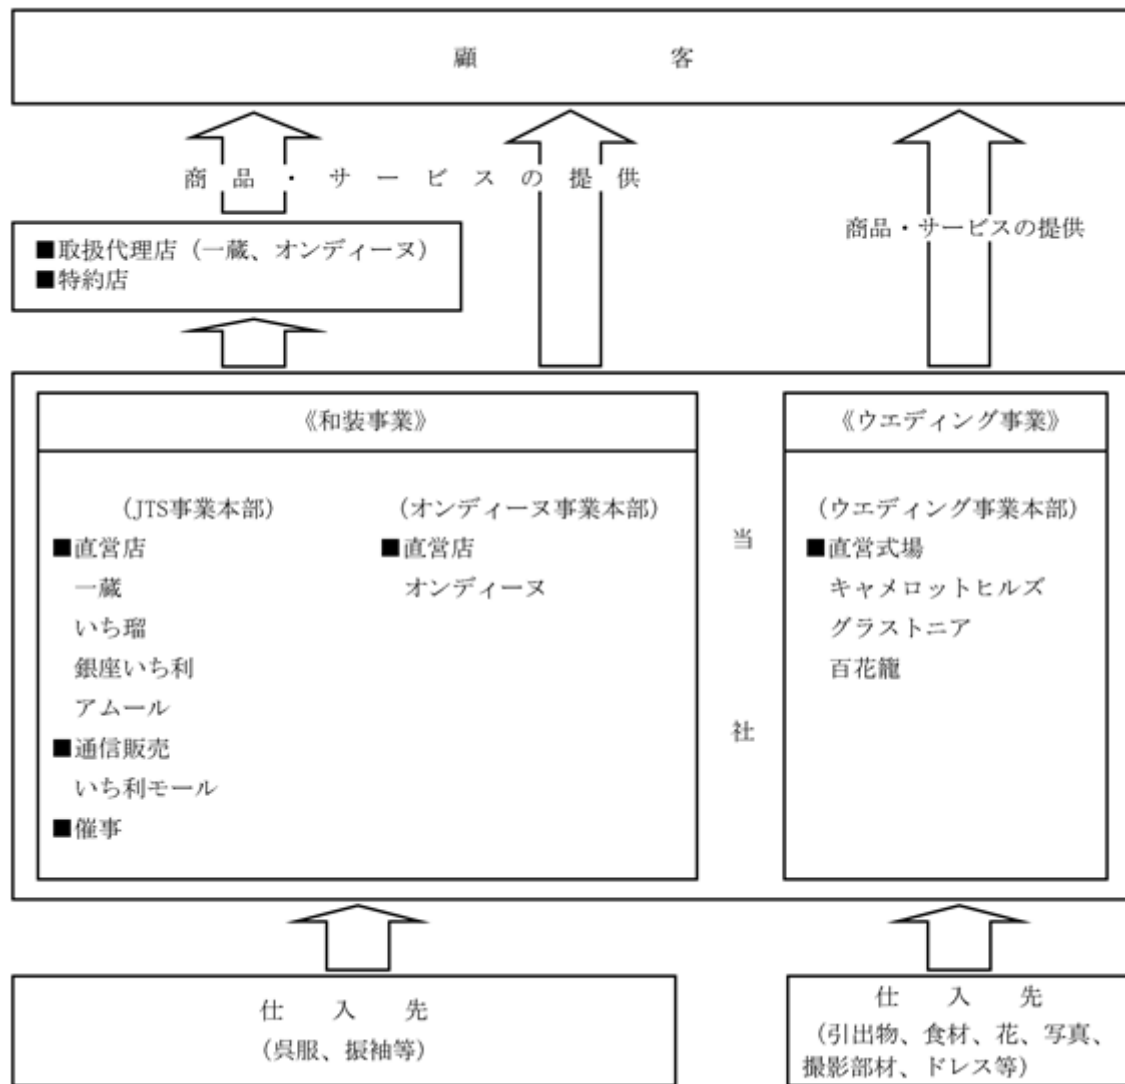 顧客
商品・サービスの提供
商品・サービスの提供
■取扱代理店（一蔵、オンディーヌ）
■特約店
《和装事業》
（JTS事業本部）
■直営店
一蔵
いち瑠
銀座いち利
アムール
■通信販売
いち利モール
■催事
（オンディーヌ事業本部）
■直営店
オンディーヌ
当社
《ウエディング事業》
（ウエディング事業本部）
■直営式場
キャメロットヒルズ
グラストニア
百花籠
仕入先
（呉服、振袖等）
仕入先
（引出物、食材、花、写真、
撮影部材、ドレス等）